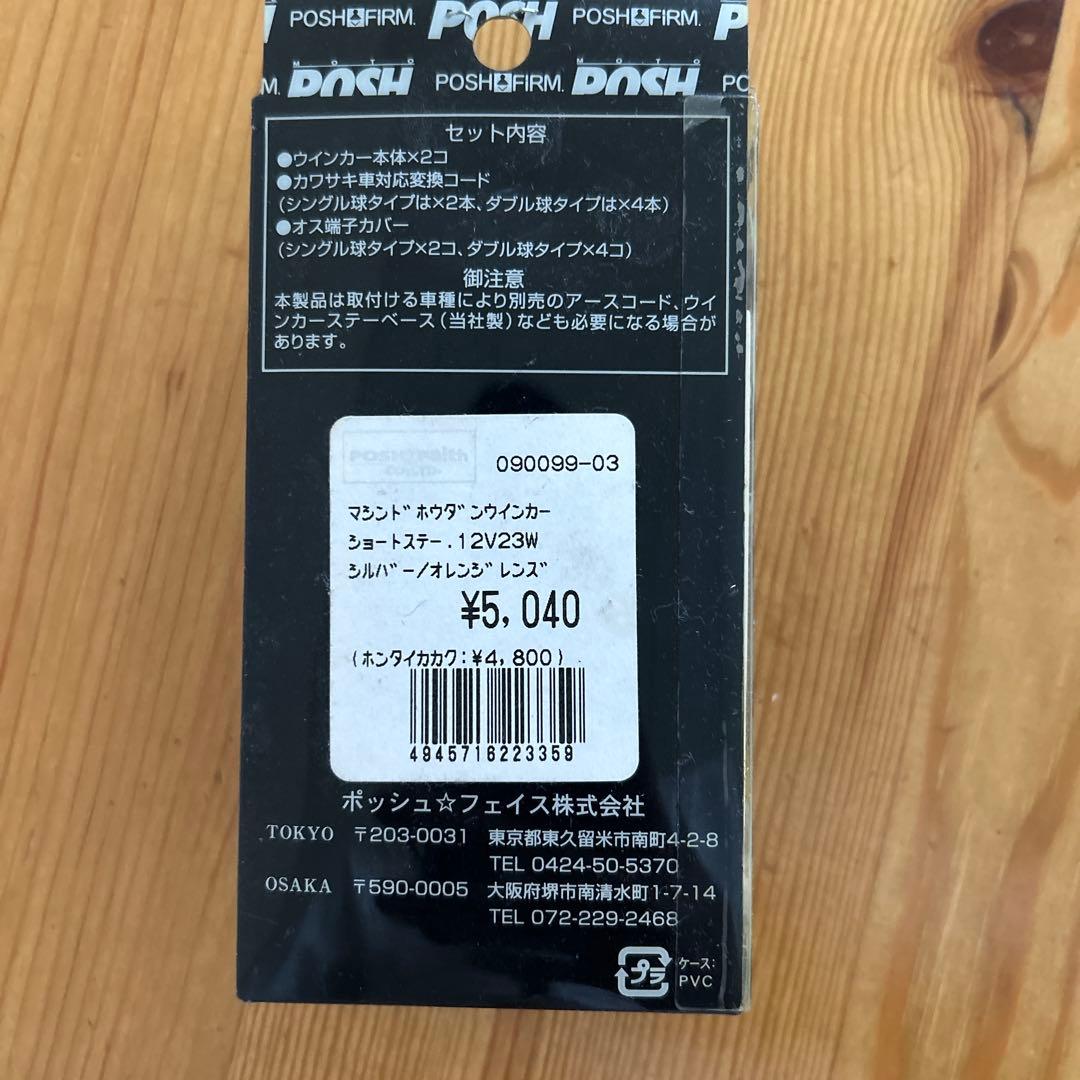 POSH FIRM. POSH POSH FIRM.
M. MOTO POSH POSH FIRM. MOTO POSH PO
セット内容
●ウインカー本体×2コ
●カワサキ車対応変換コード
(シングル球タイプは×2本、ダブル球タイプは×4本)
●オス端子カバー
(シングル球タイプ×2コ、ダブル球タイプ×4コ)
御注意
本製品は取付ける車種により別売のアースコード、ウイ
ンカーステーベース(当社製)なども必要になる場合が
あります。
POSH Faith
CO.,LTD.
090099-03
マシンドホウダンウインカー
ショートステー.12V23W
シルバー/オレンジレンズ
¥5,040
(ホンタイカカク:¥4,800)
4945716223359
ポッシュ☆フェイス株式会社
TOKYO 〒203-0031 東京都東久留米市南町4-2-8
TEL 0424-50-5370
OSAKA 〒590-0005 大阪府堺市南清水町1-7-14
TEL 072-229-2468
プラ ケース:
PVC